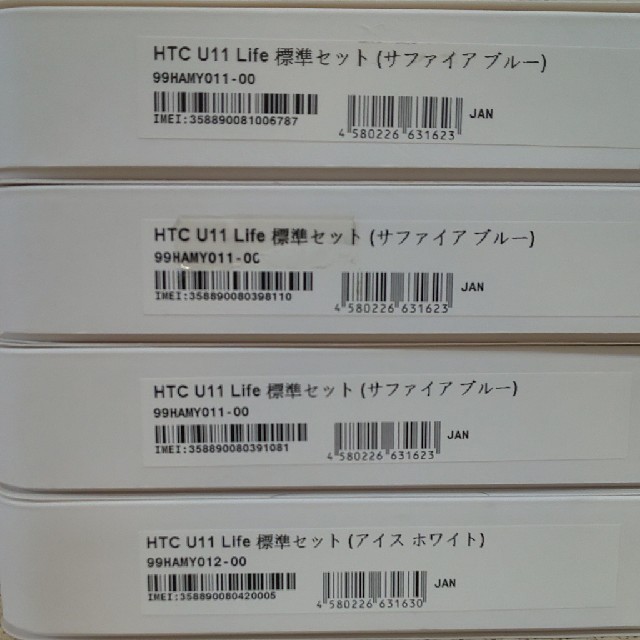 HTC U11 Life 標準セット (サファイア ブルー)
99HAMY011-00
IMEI:358890081006787
4 580226 631623
JAN
HTC U11 Life 標準セット (サファイア ブルー)
99HAMY011-00
IMEI:358890080398110
4 580226 631623
JAN
HTC U11 Life 標準セット (サファイア ブルー)
99HAMY011-00
IMEI:358890080391081
4 580226 631623
JAN
HTC U11 Life 標準セット (アイス ホワイト)
99HAMY012-00
IMEI:358890080420005
4 580226 631630
JAN